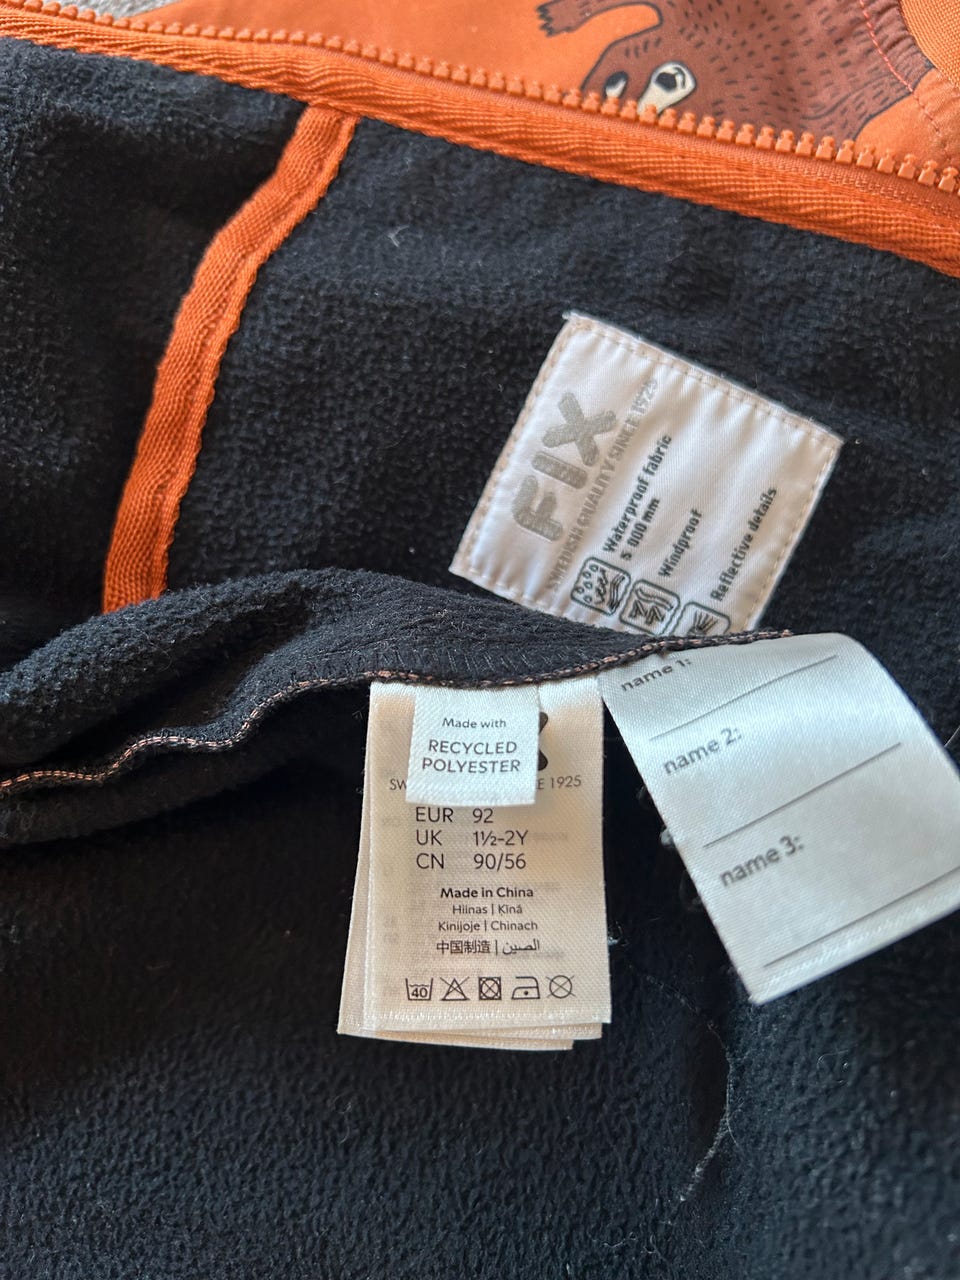 FIX
SWEDISH QUALITY SINCE 1925
Waterproof fabric
5 000 mm
Windproof
Reflective details
name 1:
name 2:
name 3:
Made with
RECYCLED
POLYESTER
E 1925
EUR 92
UK 1½-2Y
CN 90/56
Made in China
Hiinas | Ķīnā
Kinijoje | Chinach
中国制造 | الصين
40